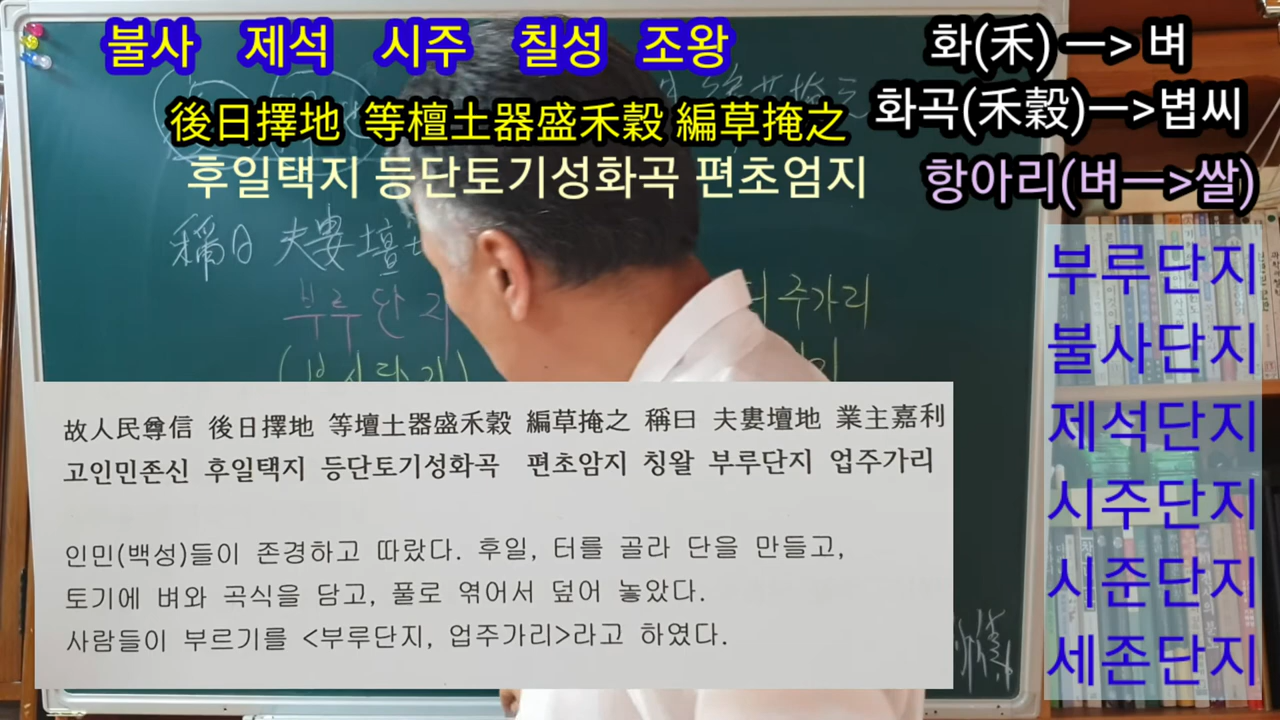 불사 제석 시주 칠성 조왕
後日擇地 等檀土器盛禾穀 編草掩之
후일택지 등단토기성화곡 편초엄지
화(禾) ―> 벼
화곡(禾穀)―>볍씨
항아리(벼―>쌀)
稱曰 夫婁壇
부루단지
주가리
부루단지
불사단지
제석단지
시주단지
시준단지
세존단지
故人民尊信 後日擇地 等壇土器盛禾穀 編草掩之 稱曰 夫婁壇地 業主嘉利
고인민존신 후일택지 등단토기성화곡 편초암지 칭왈 부루단지 업주가리
인민(백성)들이 존경하고 따랐다. 후일, 터를 골라 단을 만들고,
토기에 벼와 곡식을 담고, 풀로 엮어서 덮어 놓았다.
사람들이 부르기를 <부루단지, 업주가리>라고 하였다.